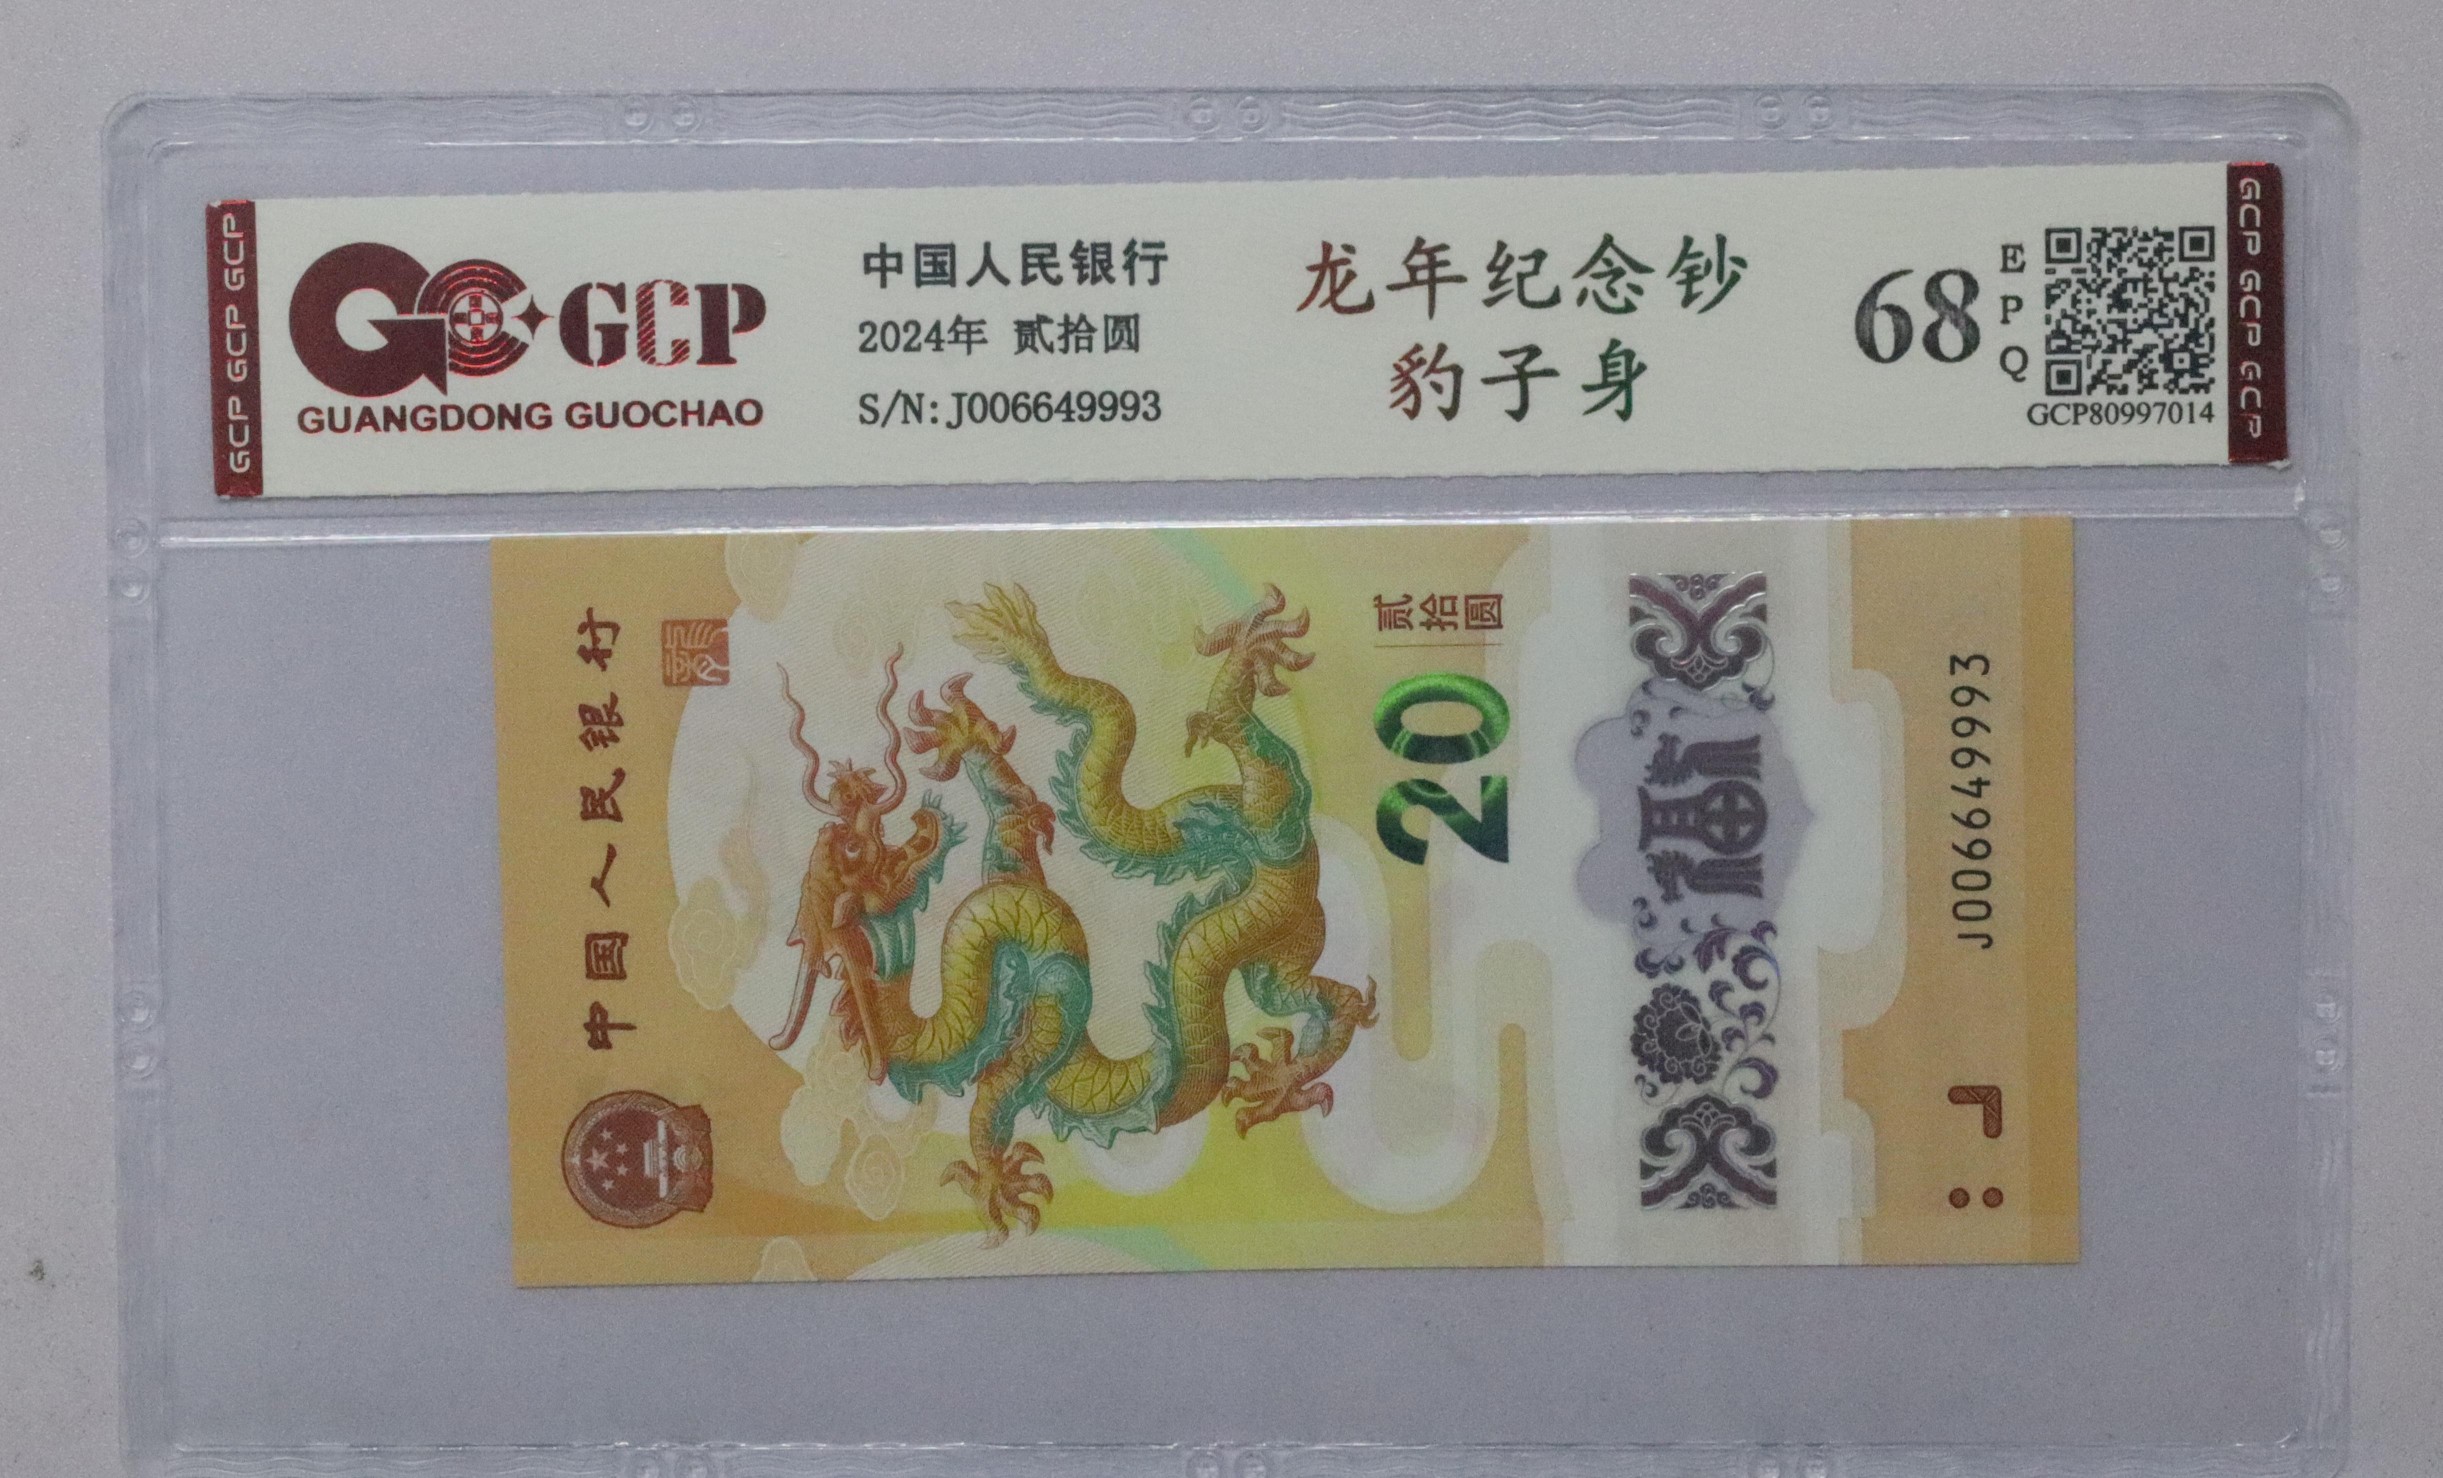 GCP GCP GCP
GCP
GUANGDONG GUOCHAO
中国人民银行
2024年 贰拾圆
S/N:J006649993
龙年纪念钞
豹子身
68
EPQ
GCP80997014
GCP GCP GCP
中国人民银行
贰拾圆
20
J006649993